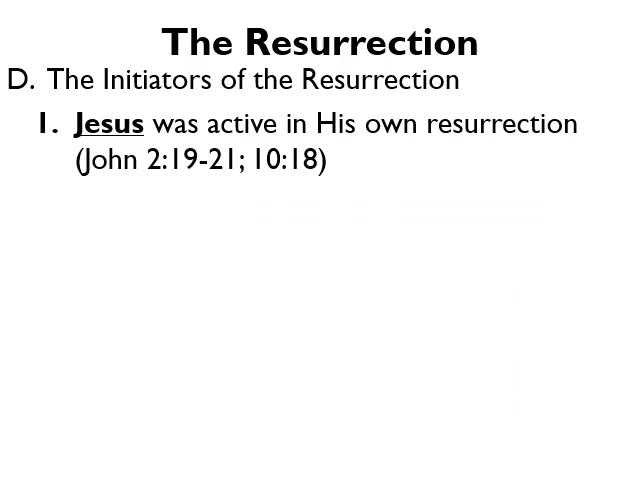 The Resurrection
D. The Initiators of the Resurrection
1. Jesus was active in His own resurrection
(John 2:19-21; 10:18)